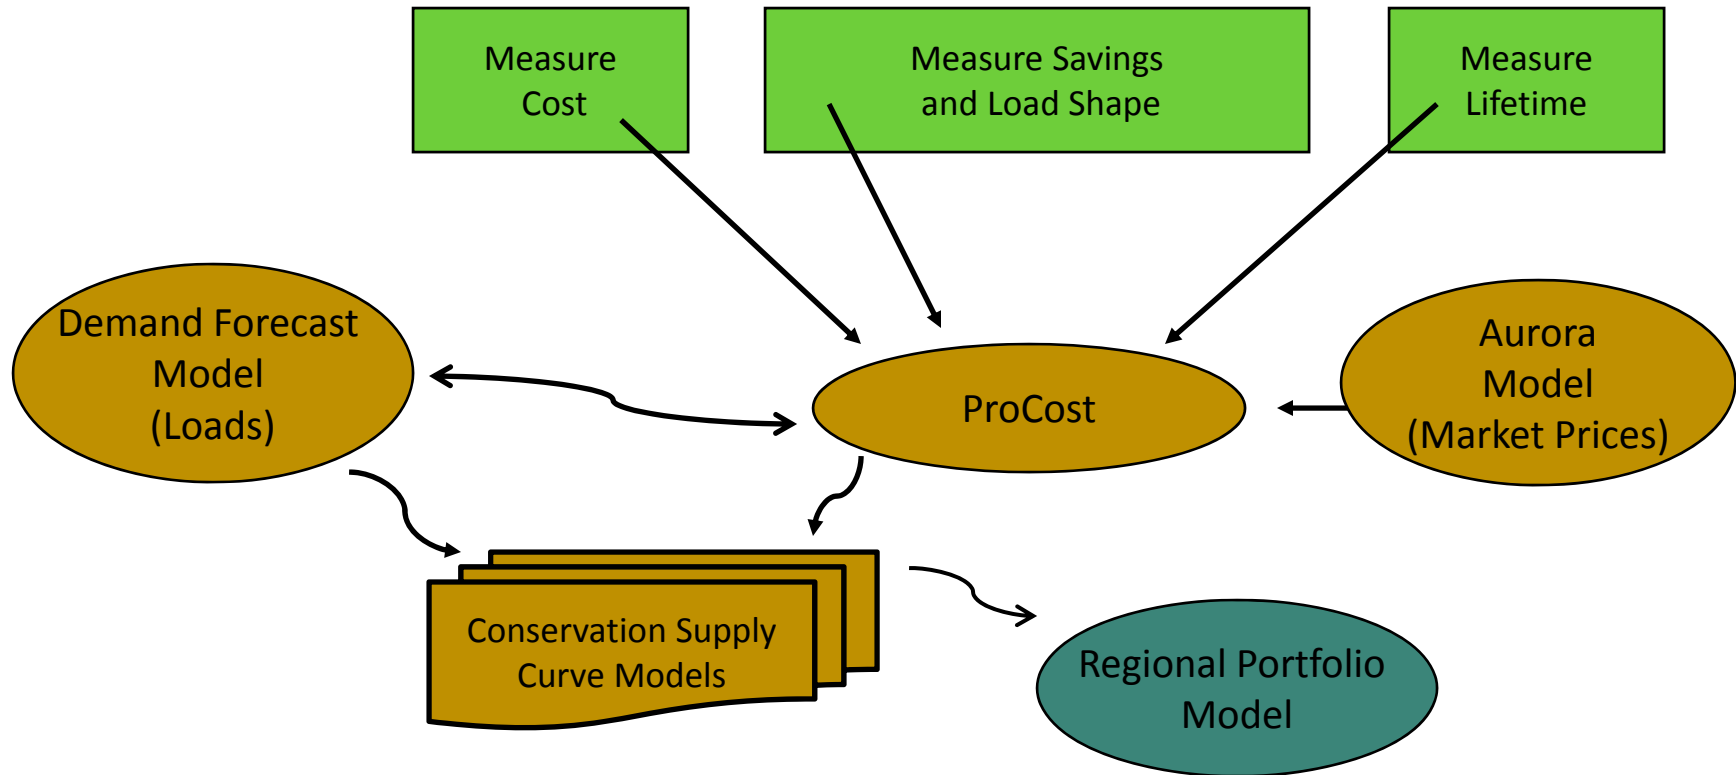 Measure
Cost
Measure Savings
and Load Shape
Measure
Lifetime
Demand Forecast
Model
(Loads)
ProCost
Aurora
Model
(Market Prices)
Conservation Supply
Curve Models
Regional Portfolio
Model